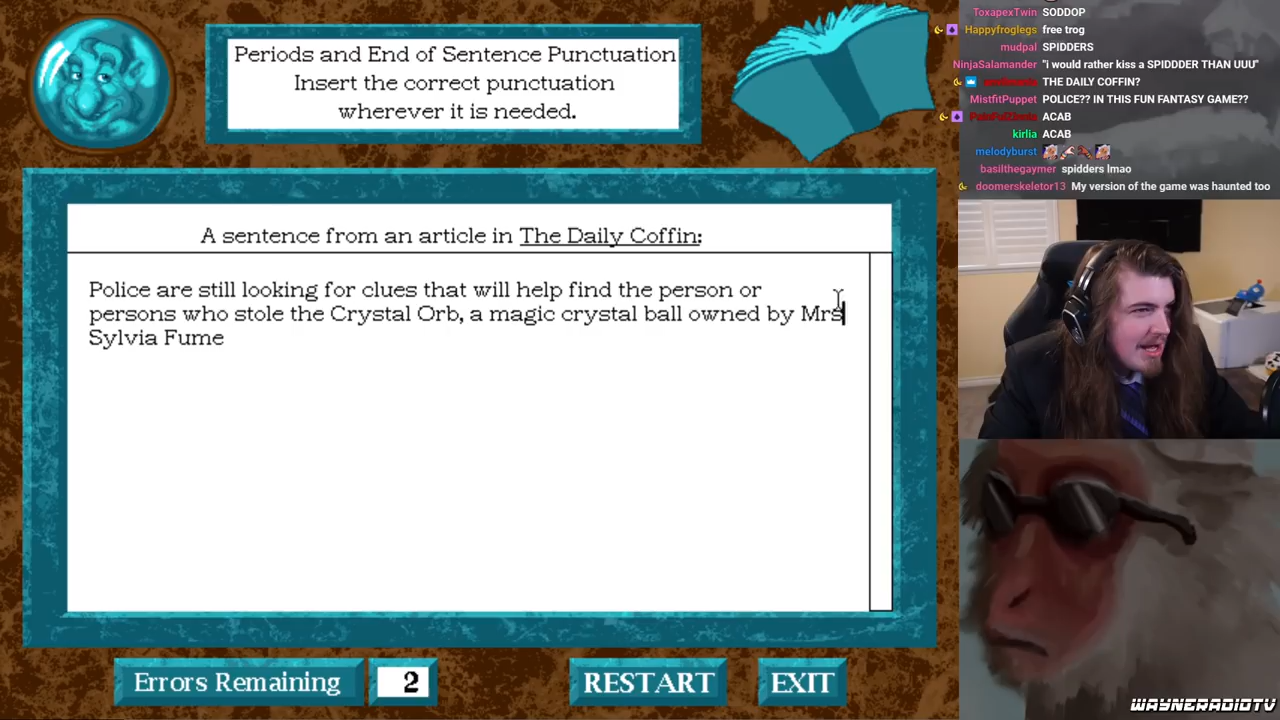 Periods and End of Sentence Punctuation
Insert the correct punctuation
wherever it is needed.
A sentence from an article in The Daily Coffin:
Police are still looking for clues that will help find the person or
persons who stole the Crystal Orb, a magic crystal ball owned by Mrs
Sylvia Fume
Errors Remaining 2 RESTART EXIT
ToxapexTwin SODDOP
Happyfroglegs free trog
mudpal SPIDDERS
NinjaSalamander "i would rather kiss a SPIDDDER THAN UUU"
THE DAILY COFFIN?
MistfitPuppet POLICE?? IN THIS FUN FANTASY GAME??
ACAB
kirlia ACAB
melodyburst
basilthegaymer spidders lmao
doomerskeletor13 My version of the game was haunted too
WAYNERADIOTV